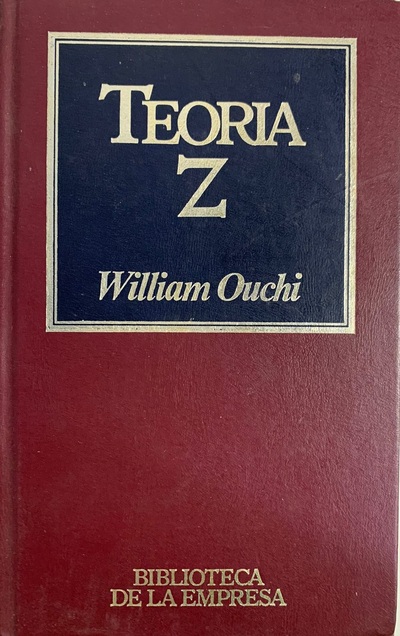 TEORIA
Z
William Ouchi
BIBLIOTECA
DE LA EMPRESA